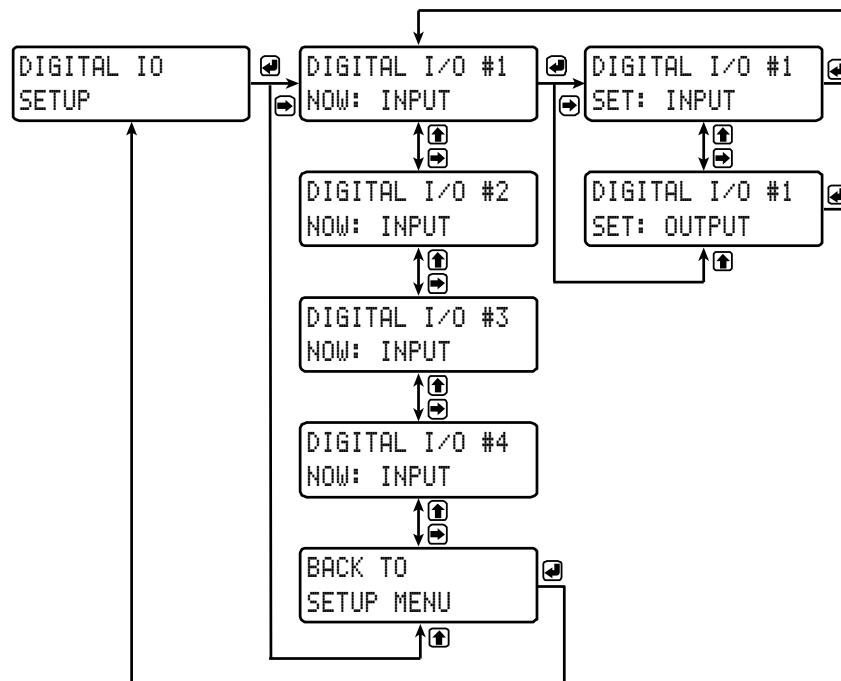 DIGITAL IO
SETUP
DIGITAL I/O #1
NOW: INPUT
DIGITAL I/O #1
SET: INPUT
DIGITAL I/O #2
NOW: INPUT
DIGITAL I/O #1
SET: OUTPUT
DIGITAL I/O #3
NOW: INPUT
DIGITAL I/O #4
NOW: INPUT
BACK TO
SETUP MENU